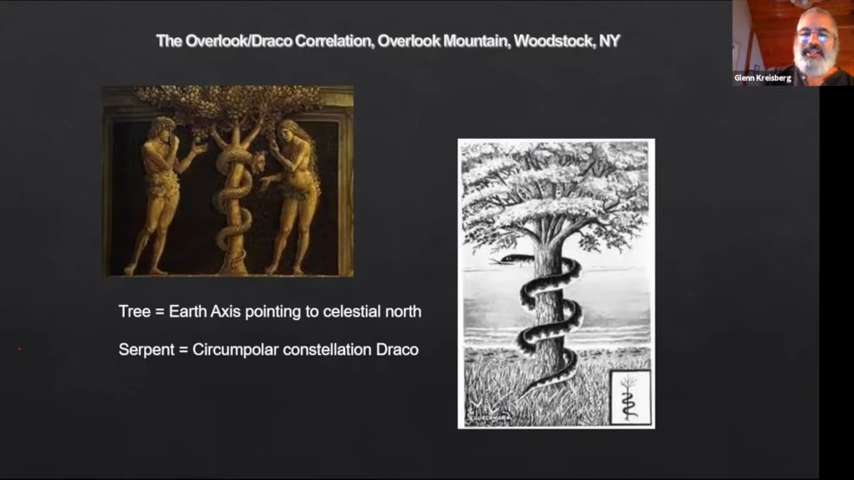 The Overlook/Draco Correlation, Overlook Mountain, Woodstock, NY
Glenn Kreisberg
Tree = Earth Axis pointing to celestial north
Serpent = Circumpolar constellation Draco